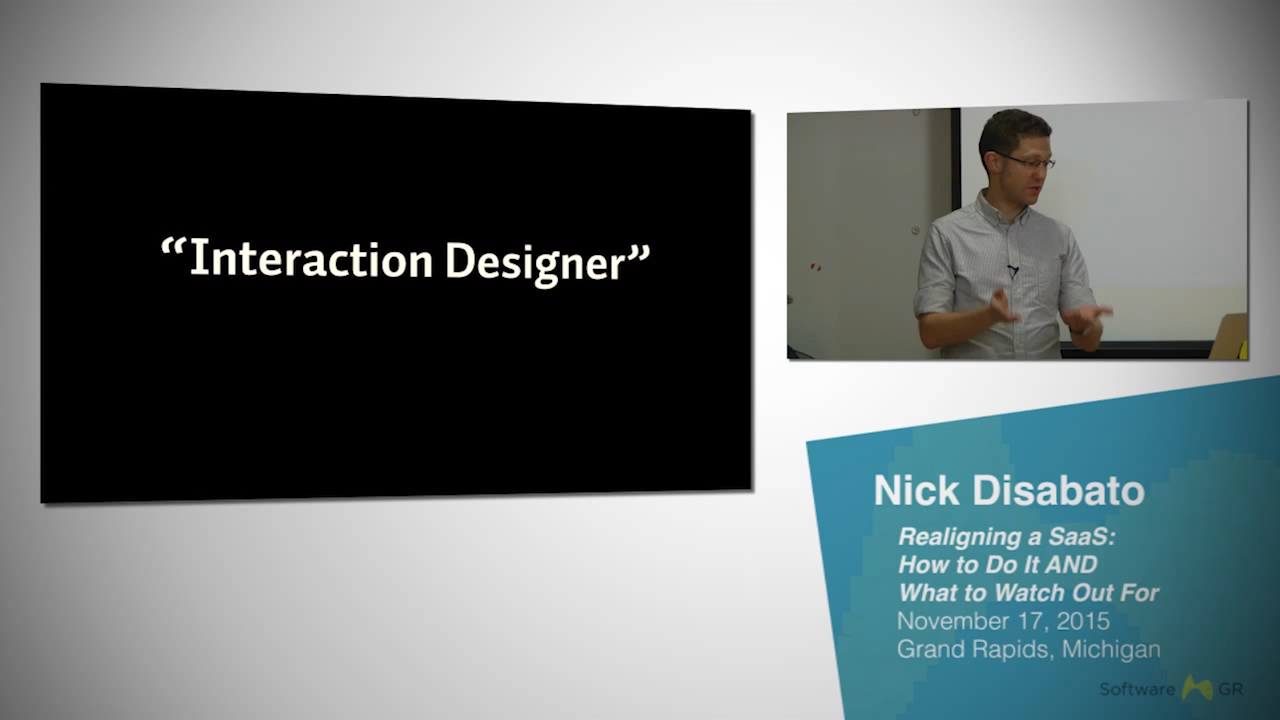 “Interaction Designer”
Nick Disabato
Realigning a SaaS:
How to Do It AND
What to Watch Out For
November 17, 2015
Grand Rapids, Michigan
Software GR